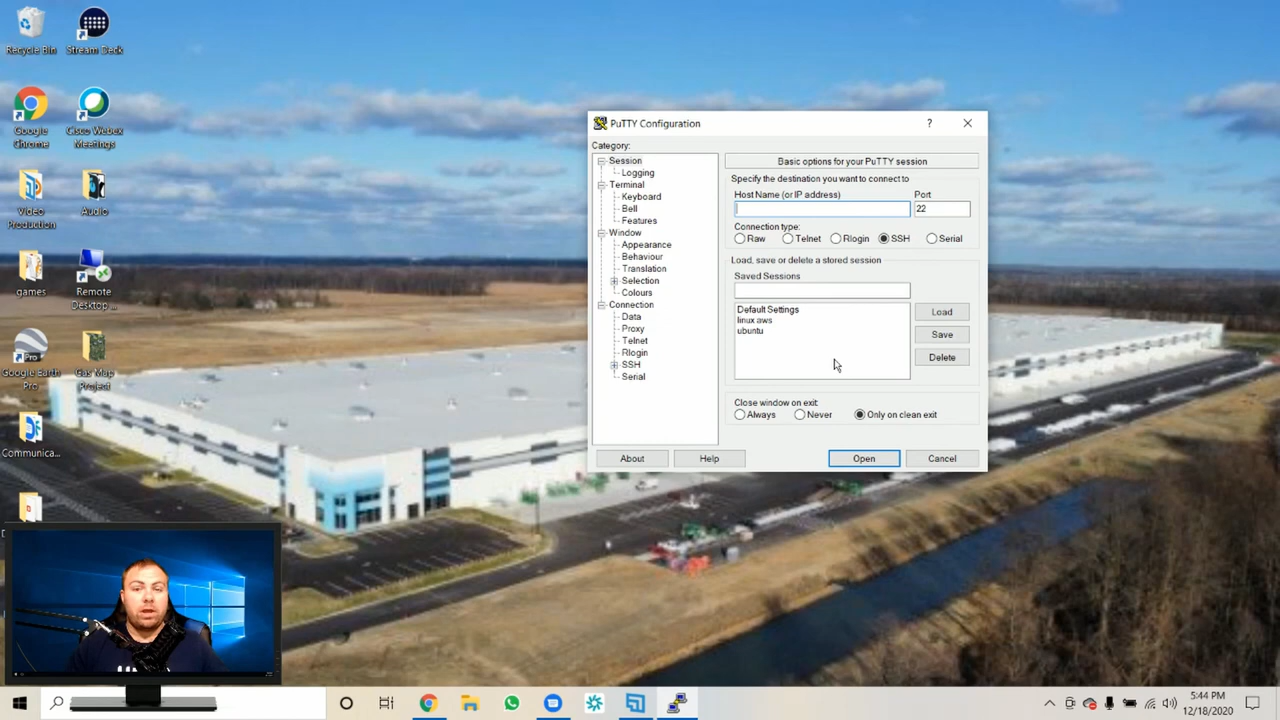 Recycle Bin
Stream Deck
Google
Chrome
Cisco Webex
Meetings
Video
Production
Audio
games
Remote
Desktop ...
Pro
Google Earth
Pro
Gas Map
Project
Communica...
PuTTY Configuration
?
Category:
Session
Logging
Terminal
Keyboard
Bell
Features
Window
Appearance
Behaviour
Translation
Selection
Colours
Connection
Data
Proxy
Telnet
Rlogin
SSH
Serial
Basic options for your PuTTY session
Specify the destination you want to connect to
Host Name (or IP address) Port
22
Connection type:
Raw Telnet Rlogin SSH Serial
Load, save or delete a stored session
Saved Sessions
Default Settings
linux aws
ubuntu
Load
Save
Delete
Close window on exit:
Always Never Only on clean exit
About Help Open Cancel
5:44 PM
12/18/2020